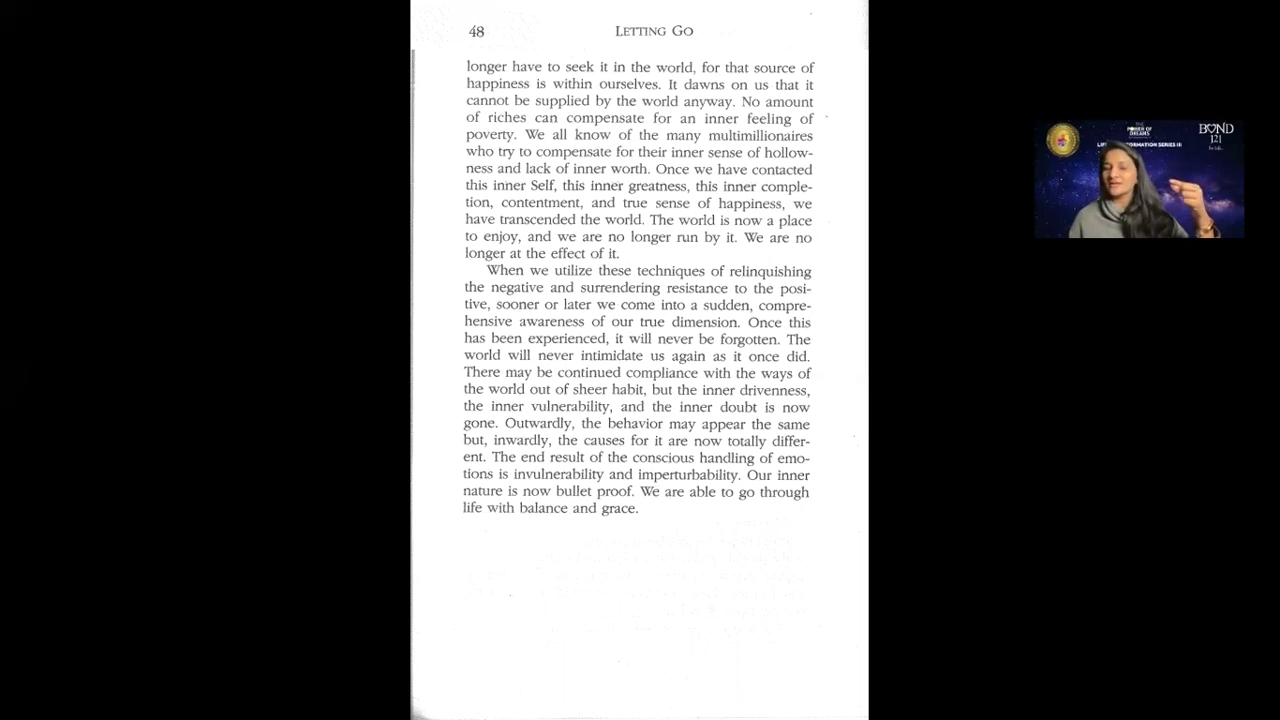 48
LETTING GO
longer have to seek it in the world, for that source of
happiness is within ourselves. It dawns on us that it
cannot be supplied by the world anyway. No amount
of riches can compensate for an inner feeling of
poverty. We all know of the many multimillionaires
who try to compensate for their inner sense of hollow-
ness and lack of inner worth. Once we have contacted
this inner Self, this inner greatness, this inner comple-
tion, contentment, and true sense of happiness, we
have transcended the world. The world is now a place
to enjoy, and we are no longer run by it. We are no
longer at the effect of it.
When we utilize these techniques of relinquishing
the negative and surrendering resistance to the posi-
tive, sooner or later we come into a sudden, compre-
hensive awareness of our true dimension. Once this
has been experienced, it will never be forgotten. The
world will never intimidate us again as it once did.
There may be continued compliance with the ways of
the world out of sheer habit, but the inner drivenness,
the inner vulnerability, and the inner doubt is now
gone. Outwardly, the behavior may appear the same
but, inwardly, the causes for it are now totally differ-
ent. The end result of the conscious handling of emo-
tions is invulnerability and imperturbability. Our inner
nature is now bullet proof. We are able to go through
life with balance and grace.
THE
POWER OF
DREAMS
SERIES III
BOND
121